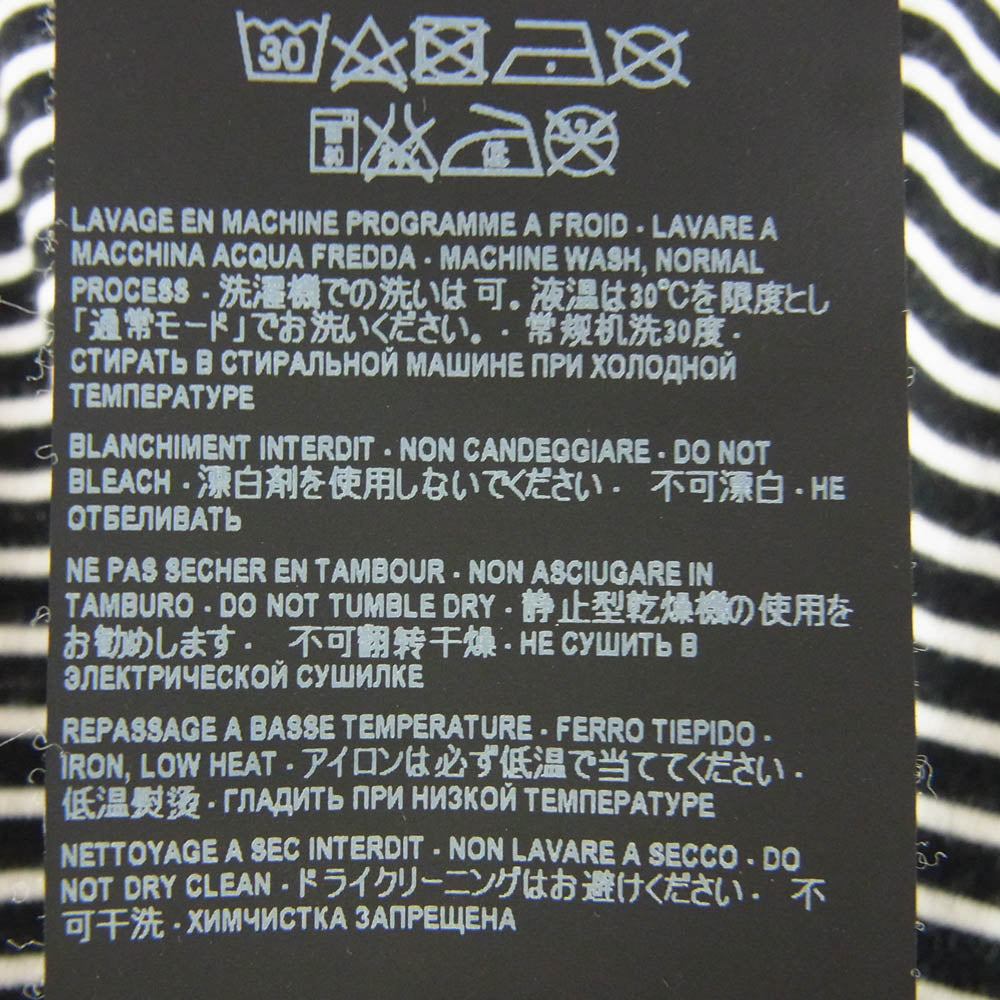 30
LAVAGE EN MACHINE PROGRAMME A FROID · LAVARE A
MACCHINA ACQUA FREDDA · MACHINE WASH, NORMAL
PROCESS · 洗濯機での洗いは可。液温は30℃を限度とし
「通常モード」でお洗いください。· 常规机洗30度 ·
СТИРАТЬ В СТИРАЛЬНОЙ МАШИНЕ ПРИ ХОЛОДНОЙ
ТЕМПЕРАТУРЕ
BLANCHIMENT INTERDIT · NON CANDEGGIARE · DO NOT
BLEACH · 漂白剤を使用しないでください · 不可漂白 · НЕ
ОТБЕЛИВАТЬ
NE PAS SECHER EN TAMBOUR · NON ASCIUGARE IN
TAMBURO · DO NOT TUMBLE DRY · 静止型乾燥機の使用を
お勧めします。 不可翻转干燥 · НЕ СУШИТЬ В
ЭЛЕКТРИЧЕСКОЙ СУШИЛКЕ
REPASSAGE A BASSE TEMPERATURE · FERRO TIEPIDO ·
IRON, LOW HEAT · アイロンは必ず低温で当ててください ·
低温熨烫 · ГЛАДИТЬ ПРИ НИЗКОЙ ТЕМПЕРАТУРЕ
NETTOYAGE A SEC INTERDIT · NON LAVARE A SECCO · DO
NOT DRY CLEAN · ドライクリーニングはお避けください. 不
可干洗 · ХИМЧИСТКА ЗАПРЕЩЕНА